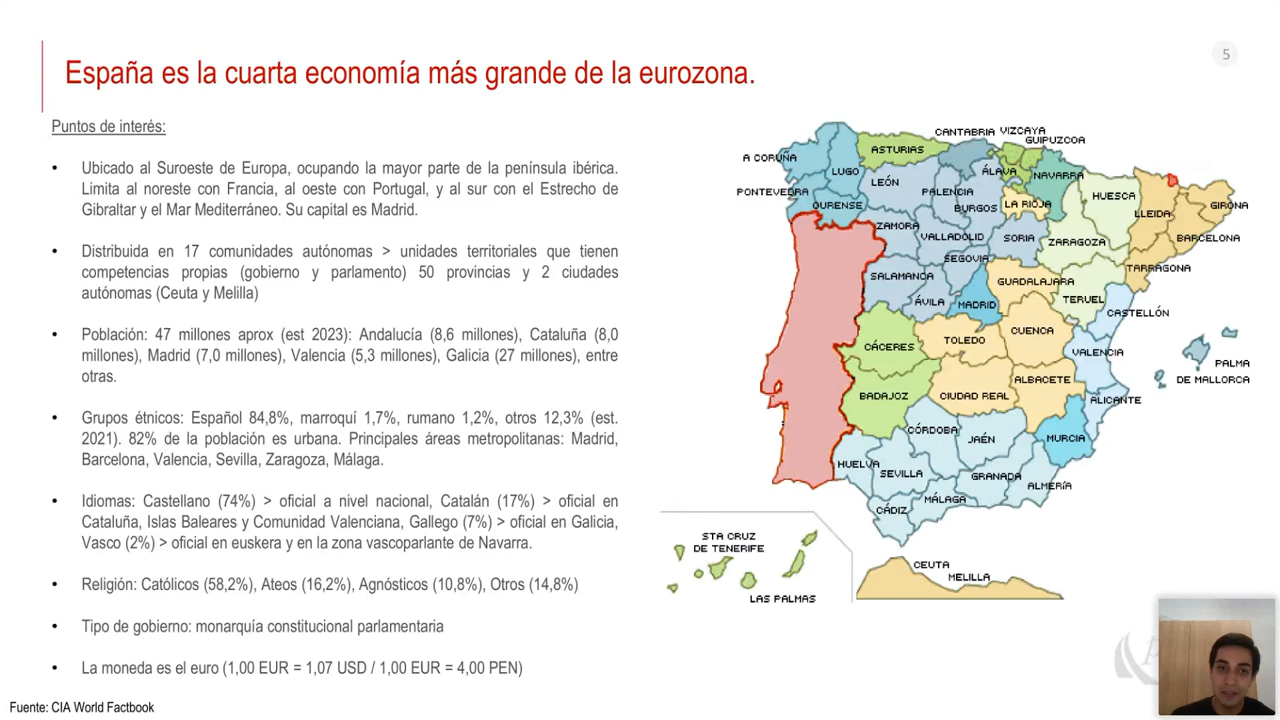 España es la cuarta economía más grande de la eurozona.
5
Puntos de interés:
• Ubicado al Suroeste de Europa, ocupando la mayor parte de la península ibérica.
Limita al noreste con Francia, al oeste con Portugal, y al sur con el Estrecho de
Gibraltar y el Mar Mediterráneo. Su capital es Madrid.
• Distribuida en 17 comunidades autónomas > unidades territoriales que tienen
competencias propias (gobierno y parlamento) 50 provincias y 2 ciudades
autónomas (Ceuta y Melilla)
• Población: 47 millones aprox (est 2023): Andalucía (8,6 millones), Cataluña (8,0
millones), Madrid (7,0 millones), Valencia (5,3 millones), Galicia (27 millones), entre
otras.
• Grupos étnicos: Español 84,8%, marroquí 1,7%, rumano 1,2%, otros 12,3% (est.
2021). 82% de la población es urbana. Principales áreas metropolitanas: Madrid,
Barcelona, Valencia, Sevilla, Zaragoza, Málaga.
• Idiomas: Castellano (74%) > oficial a nivel nacional, Catalán (17%) > oficial en
Cataluña, Islas Baleares y Comunidad Valenciana, Gallego (7%) > oficial en Galicia,
Vasco (2%) > oficial en euskera y en la zona vascoparlante de Navarra.
• Religión: Católicos (58,2%), Ateos (16,2%), Agnósticos (10,8%), Otros (14,8%)
• Tipo de gobierno: monarquía constitucional parlamentaria
• La moneda es el euro (1,00 EUR = 1,07 USD / 1,00 EUR = 4,00 PEN)
Fuente: CIA World Factbook
CANTABRIA
VIZCAYA
GUIPUZCOA
ASTURIAS
A CORUÑA
LUGO
ÁLAVA
NAVARRA
LEÓN
PONTEVEDRA
PALENCIA
HUESCA
OURENSE
BURGOS
LA RIOJA
LLEIDA
GIRONA
ZAMORA
VALLADOLID
SORIA
ZARAGOZA
BARCELONA
SEGOVIA
TARRAGONA
SALAMANCA
GUADALAJARA
ÁVILA
MADRID
TERUEL
CASTELLÓN
CUENCA
CÁCERES
TOLEDO
VALENCIA
PALMA
DE MALLORCA
ALBACETE
BADAJOZ
CIUDAD REAL
ALICANTE
CÓRDOBA
JAÉN
MURCIA
HUELVA
SEVILLA
GRANADA
ALMERÍA
MÁLAGA
CÁDIZ
STA CRUZ
DE TENERIFE
LAS PALMAS
CEUTA
MELILLA